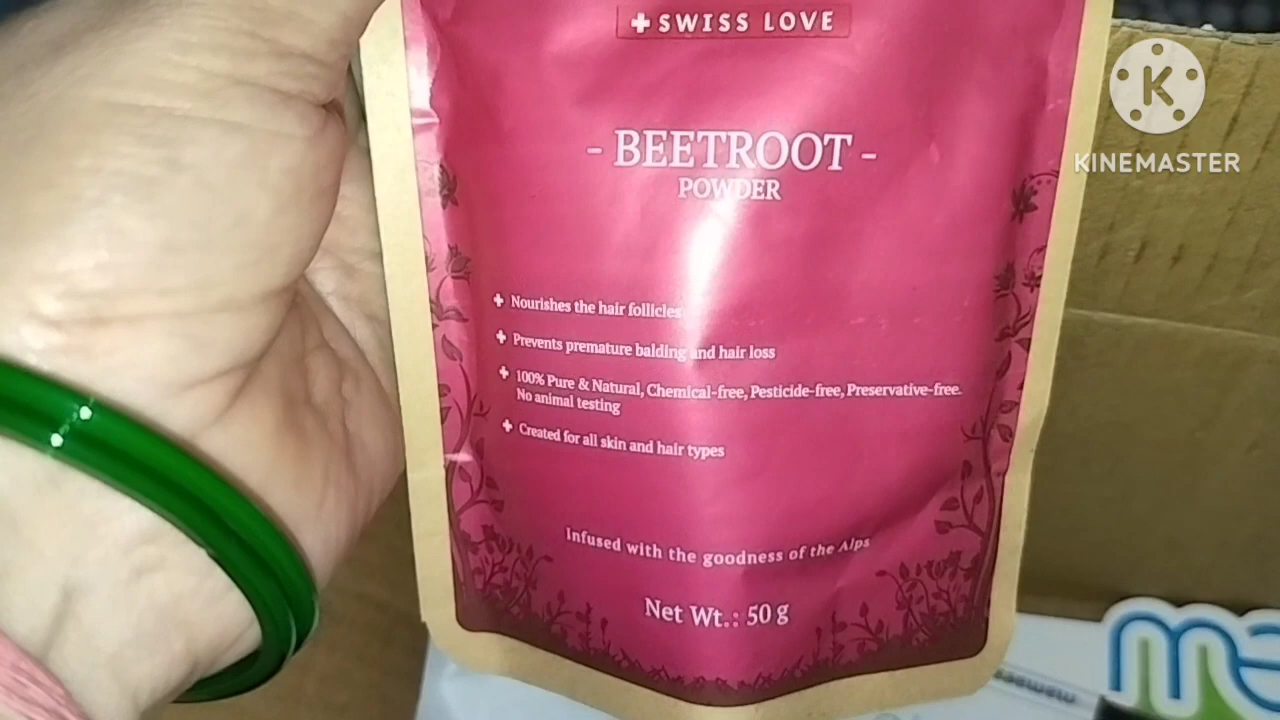 + SWISS LOVE
- BEETROOT -
POWDER
+ Nourishes the hair follicles
+ Prevents premature balding and hair loss
+ 100% Pure & Natural, Chemical-free, Pesticide-free, Preservative-free.
No animal testing
+ Created for all skin and hair types
Infused with the goodness of the Alps
Net Wt.: 50 g
K
KINEMASTER